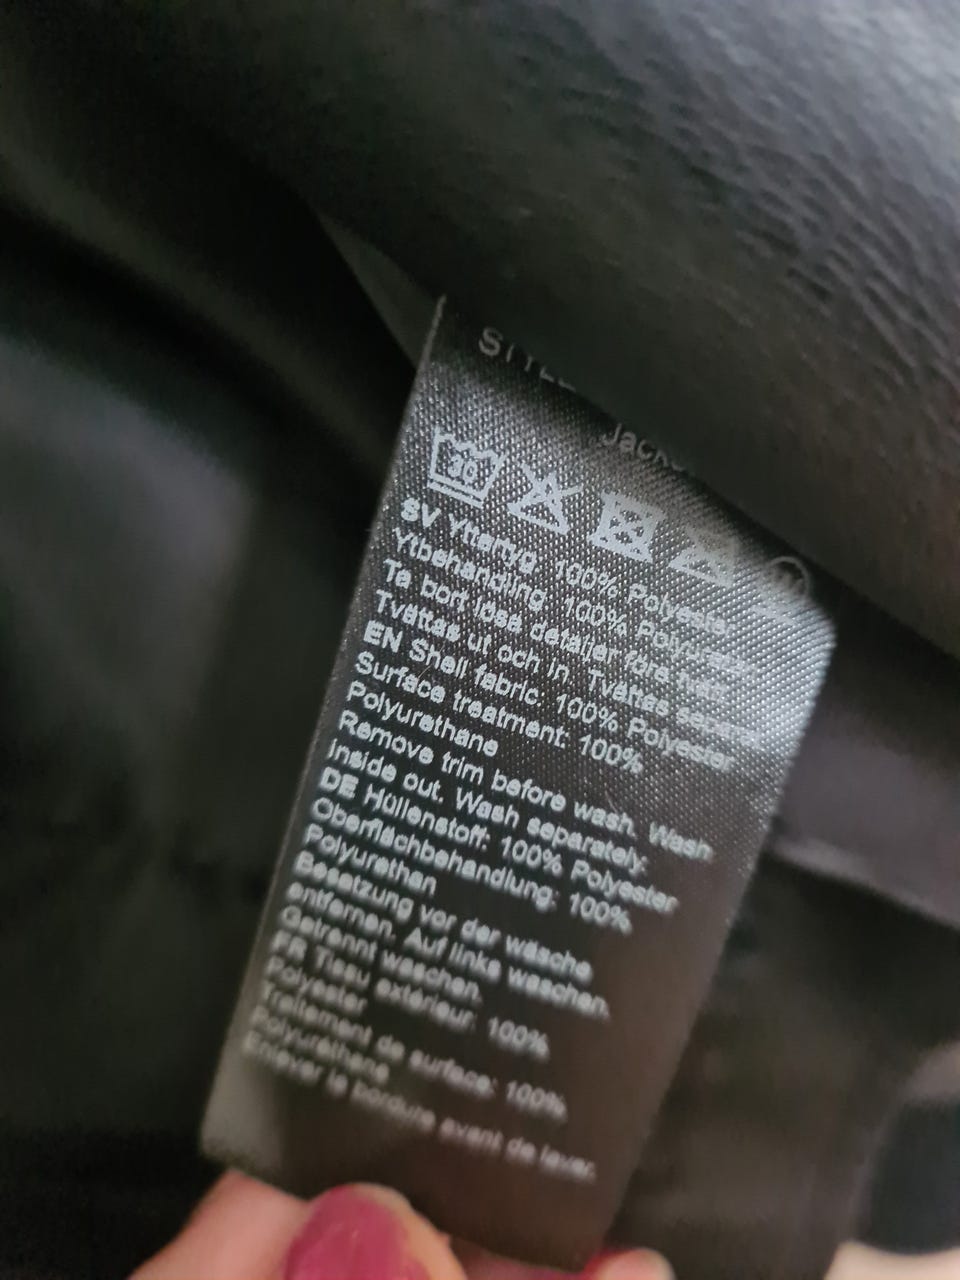 30
SV Yttertyg: 100% Polyester
Ytbehandling: 100% Polyuretan
Ta bort lösa detaljer före tvätt.
Tvättas ut och in. Tvättas separat.
EN Shell fabric: 100% Polyester
Surface treatment: 100%
Polyurethane
Remove trim before wash. Wash
inside out. Wash separately.
DE Hüllenstoff: 100% Polyester
Oberflächbehandlung: 100%
Polyurethan
Besatzung vor der wäsche
entfernen. Auf links waschen.
Getrennt waschen.
FR Tissu extérieur: 100%
Polyester
Traitement de surface: 100%
Polyuréthane
Enlever la bordure avant de laver.